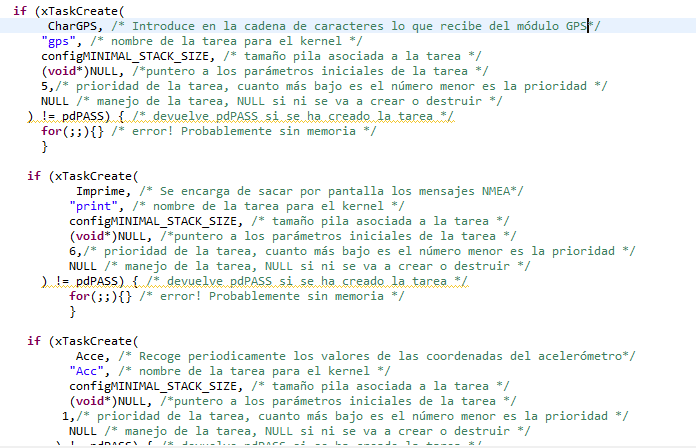 if (xTaskCreate(
CharGPS, /* Introduce en la cadena de caracteres lo que recibe del módulo GPS*/
"gps", /* nombre de la tarea para el kernel */
configMINIMAL_STACK_SIZE, /* tamaño pila asociada a la tarea */
(void*)NULL, /*puntero a los parámetros iniciales de la tarea */
5,/* prioridad de la tarea, cuanto más bajo es el número menor es la prioridad */
NULL /* manejo de la tarea, NULL si ni se va a crear o destruir */
) != pdPASS) { /* devuelve pdPASS si se ha creado la tarea */
for(;;){} /* error! Probablemente sin memoria */
}
if (xTaskCreate(
Imprime, /* Se encarga de sacar por pantalla los mensajes NMEA*/
"print", /* nombre de la tarea para el kernel */
configMINIMAL_STACK_SIZE, /* tamaño pila asociada a la tarea */
(void*)NULL, /*puntero a los parámetros iniciales de la tarea */
6,/* prioridad de la tarea, cuanto más bajo es el número menor es la prioridad */
NULL /* manejo de la tarea, NULL si ni se va a crear o destruir */
) != pdPASS) { /* devuelve pdPASS si se ha creado la tarea */
for(;;){} /* error! Probablemente sin memoria */
}
if (xTaskCreate(
Acce, /* Recoge periodicamente los valores de las coordenadas del acelerómetro*/
"Acc", /* nombre de la tarea para el kernel */
configMINIMAL_STACK_SIZE, /* tamaño pila asociada a la tarea */
(void*)NULL, /*puntero a los parámetros iniciales de la tarea */
1,/* prioridad de la tarea, cuanto más bajo es el número menor es la prioridad */
NULL /* manejo de la tarea, NULL si ni se va a crear o destruir */
) != pdPASS) { /* devuelve pdPASS si se ha creado la tarea */